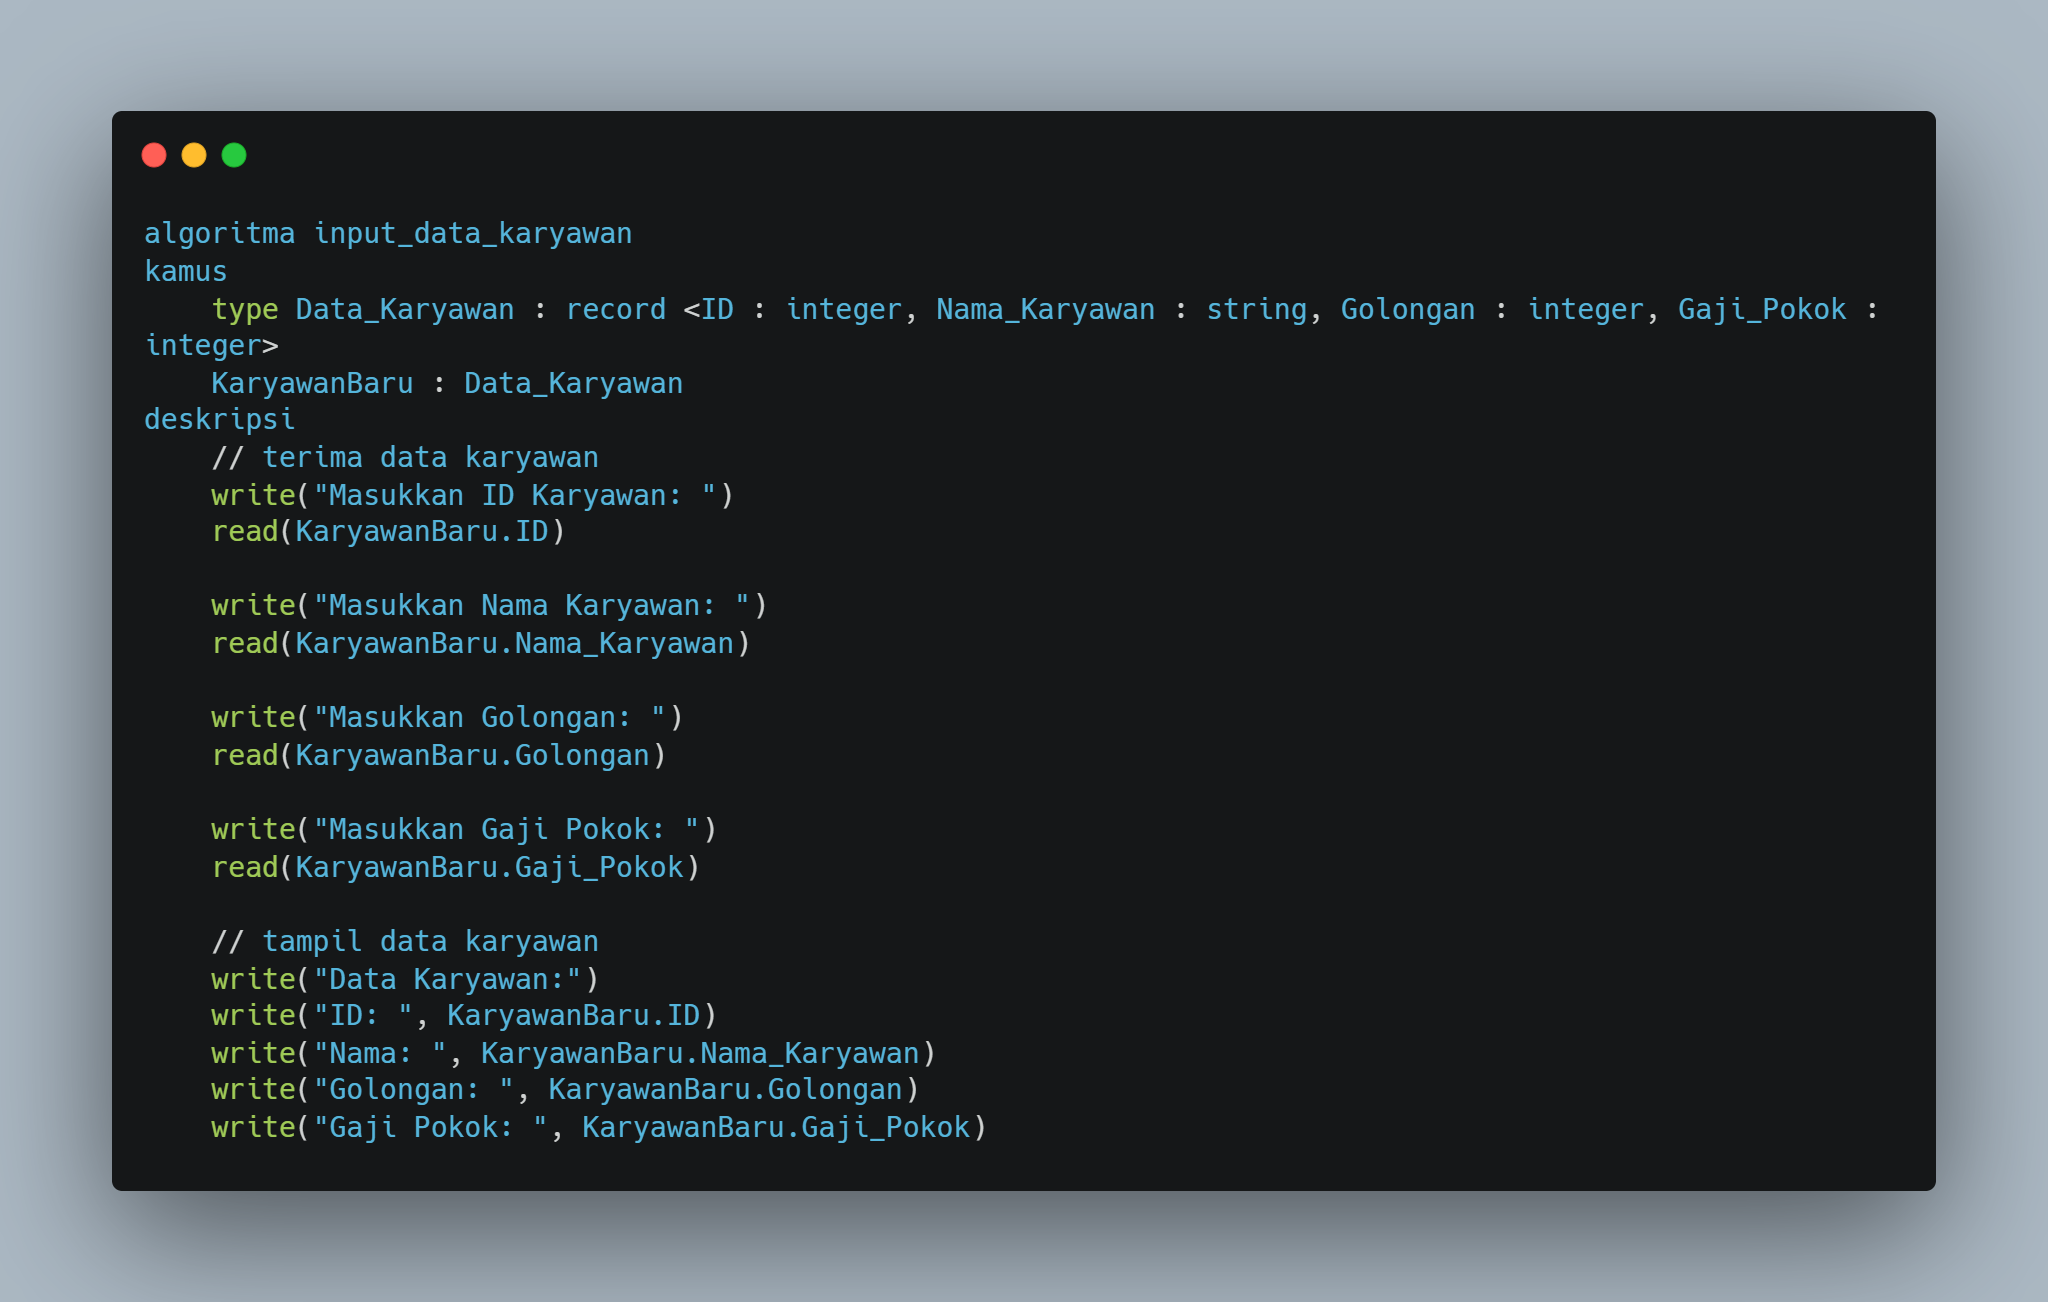 algoritma input_data_karyawan
kamus
    type Data_Karyawan : record <ID : integer, Nama_Karyawan : string, Golongan : integer, Gaji_Pokok :
integer>
    KaryawanBaru : Data_Karyawan
deskripsi
    // terima data karyawan
    write("Masukkan ID Karyawan: ")
    read(KaryawanBaru.ID)

    write("Masukkan Nama Karyawan: ")
    read(KaryawanBaru.Nama_Karyawan)

    write("Masukkan Golongan: ")
    read(KaryawanBaru.Golongan)

    write("Masukkan Gaji Pokok: ")
    read(KaryawanBaru.Gaji_Pokok)

    // tampil data karyawan
    write("Data Karyawan:")
    write("ID: ", KaryawanBaru.ID)
    write("Nama: ", KaryawanBaru.Nama_Karyawan)
    write("Golongan: ", KaryawanBaru.Golongan)
    write("Gaji Pokok: ", KaryawanBaru.Gaji_Pokok)